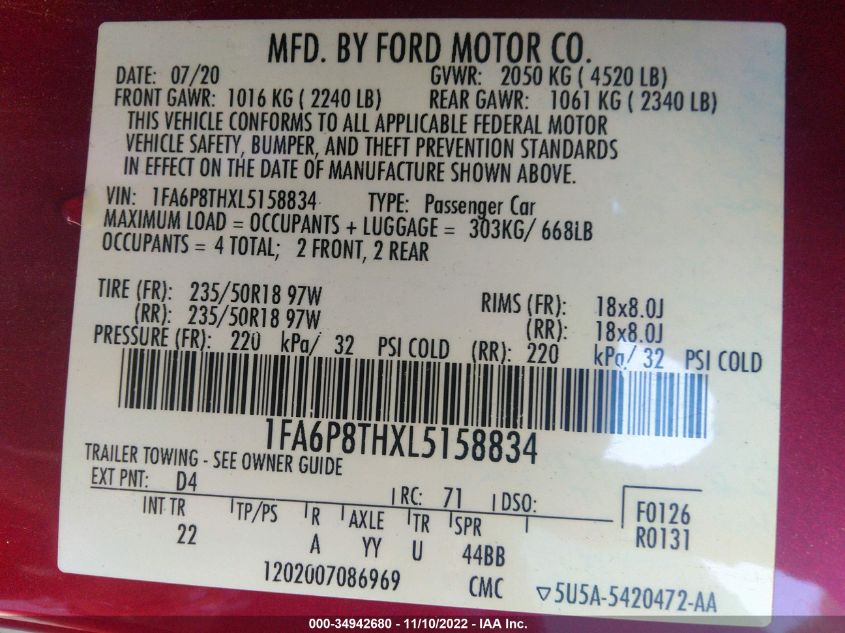 MFD. BY FORD MOTOR CO.
DATE: 07/20 GVWR: 2050 KG ( 4520 LB)
FRONT GAWR: 1016 KG ( 2240 LB) REAR GAWR: 1061 KG ( 2340 LB)
THIS VEHICLE CONFORMS TO ALL APPLICABLE FEDERAL MOTOR
VEHICLE SAFETY, BUMPER, AND THEFT PREVENTION STANDARDS
IN EFFECT ON THE DATE OF MANUFACTURE SHOWN ABOVE.
VIN: 1FA6P8THXL5158834 TYPE: Passenger Car
MAXIMUM LOAD = OCCUPANTS + LUGGAGE = 303KG/ 668LB
OCCUPANTS = 4 TOTAL; 2 FRONT, 2 REAR
TIRE (FR): 235/50R18 97W RIMS (FR): 18x8.0J
(RR): 235/50R18 97W (RR): 18x8.0J
PRESSURE (FR): 220 kPa/ 32 PSI COLD (RR): 220 kPa/ 32 PSI COLD
1FA6P8THXL5158834
TRAILER TOWING - SEE OWNER GUIDE
EXT PNT: D4 RC: 71 DSO: F0126
INT TR TP/PS R AXLE TR SPR R0131
22 A YY U 44BB
1202007086969 CMC ▽5U5A-5420472-AA
000-34942680 - 11/10/2022 - IAA Inc.